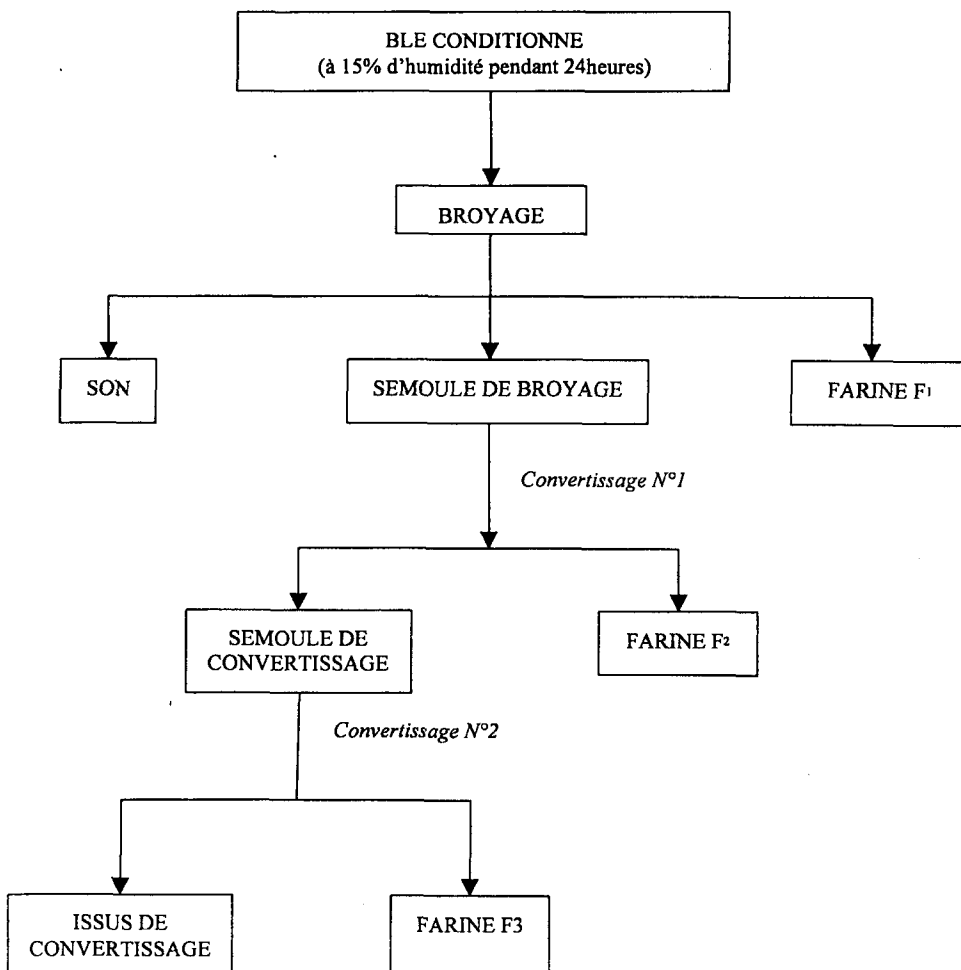 BLE CONDITIONNE
(à 15% d'humidité pendant 24heures)
BROYAGE
SON
SEMOULE DE BROYAGE
FARINE F1
Convertissage N°1
SEMOULE DE
CONVERTISSAGE
FARINE F2
Convertissage N°2
ISSUS DE
CONVERTISSAGE
FARINE F3